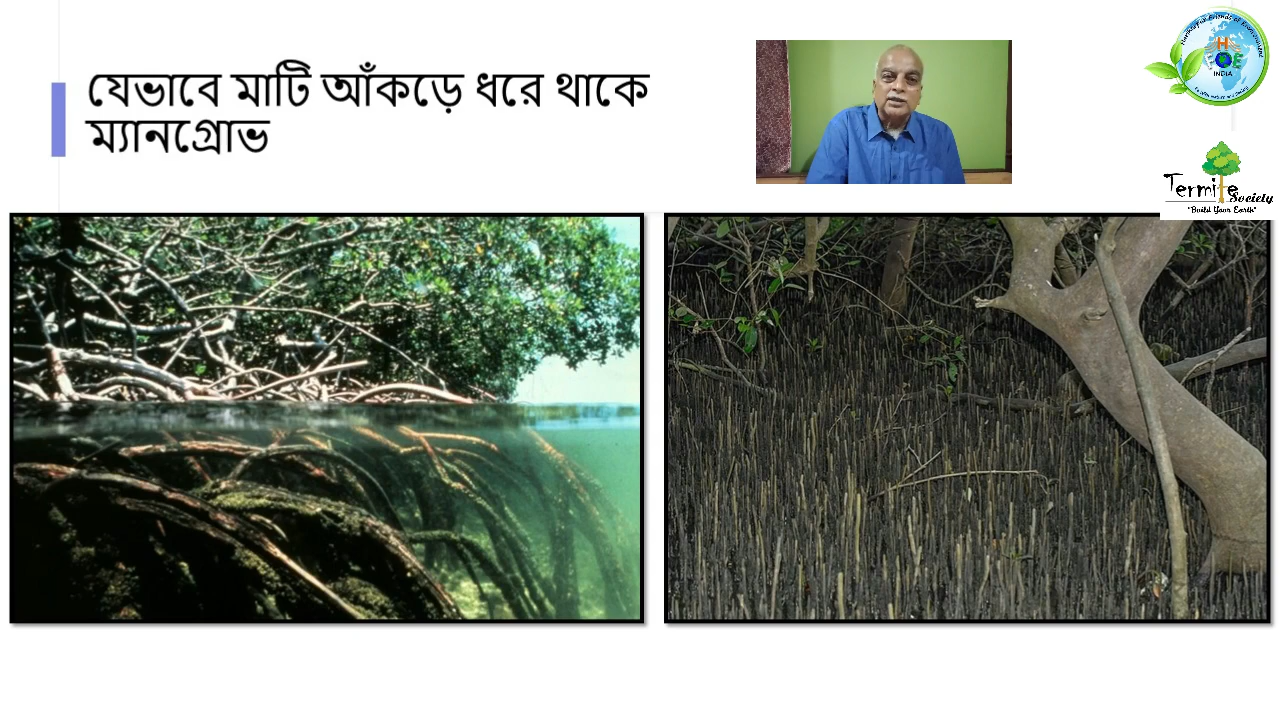 যেভাবে মাটি আঁকড়ে ধরে থাকে
ম্যানগ্রোভ
INDIA
Termite
Society
"Build Your Earth"